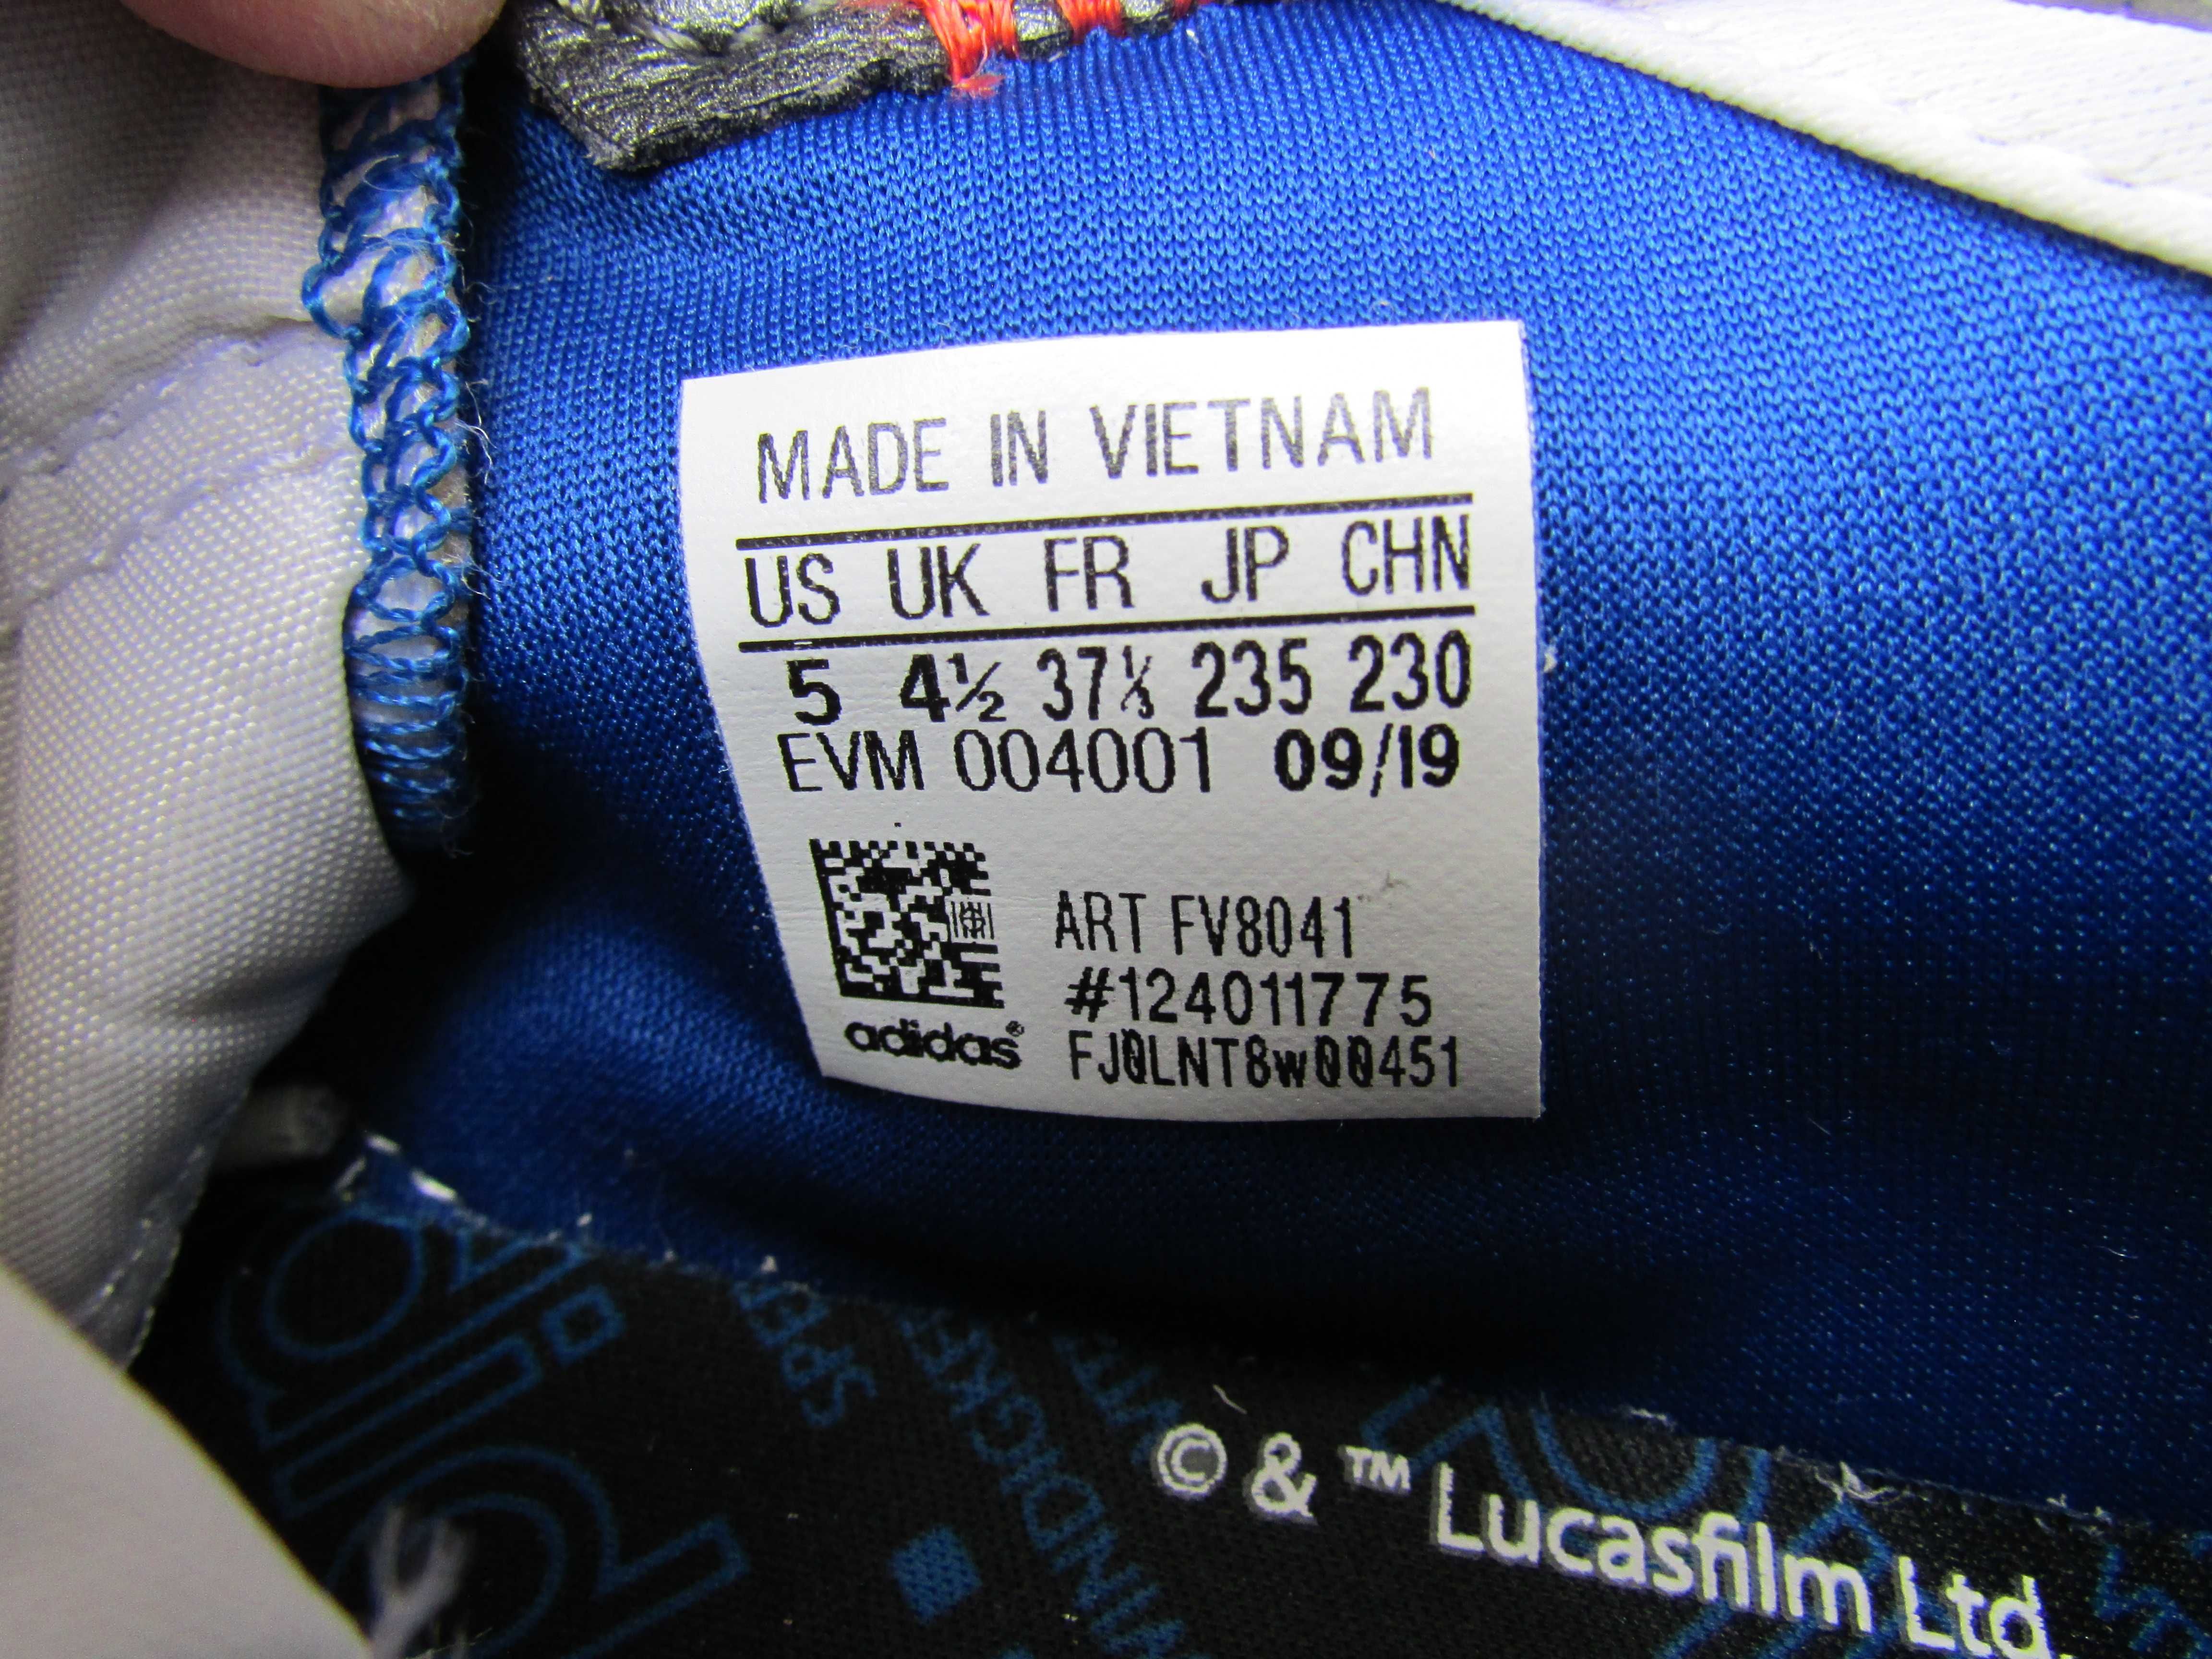 MADE IN VIETNAM
US UK FR JP CHN
5 4½ 37⅓ 235 230
EVM 004001 09/19
ART FV8041
#124011775
adidas®
FJ0LNT8w00451
© & ™ Lucasfilm Ltd.